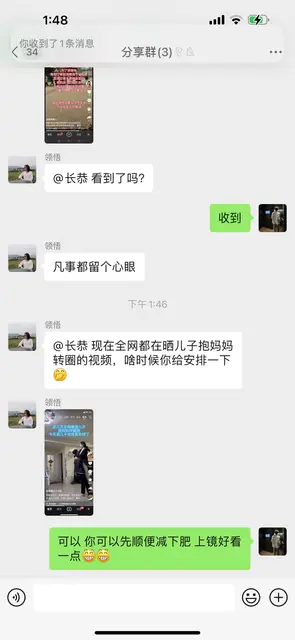 1:48
你收到了1条消息
34
分享群(3)
领悟
@长恭 看到了吗?
收到
领悟
凡事都留个心眼
下午 1:46
领悟
@长恭 现在全网都在晒儿子抱妈妈
转圈的视频，啥时候你给安排一下
领悟
可以 你可以先顺便减下肥 上镜好看
一点